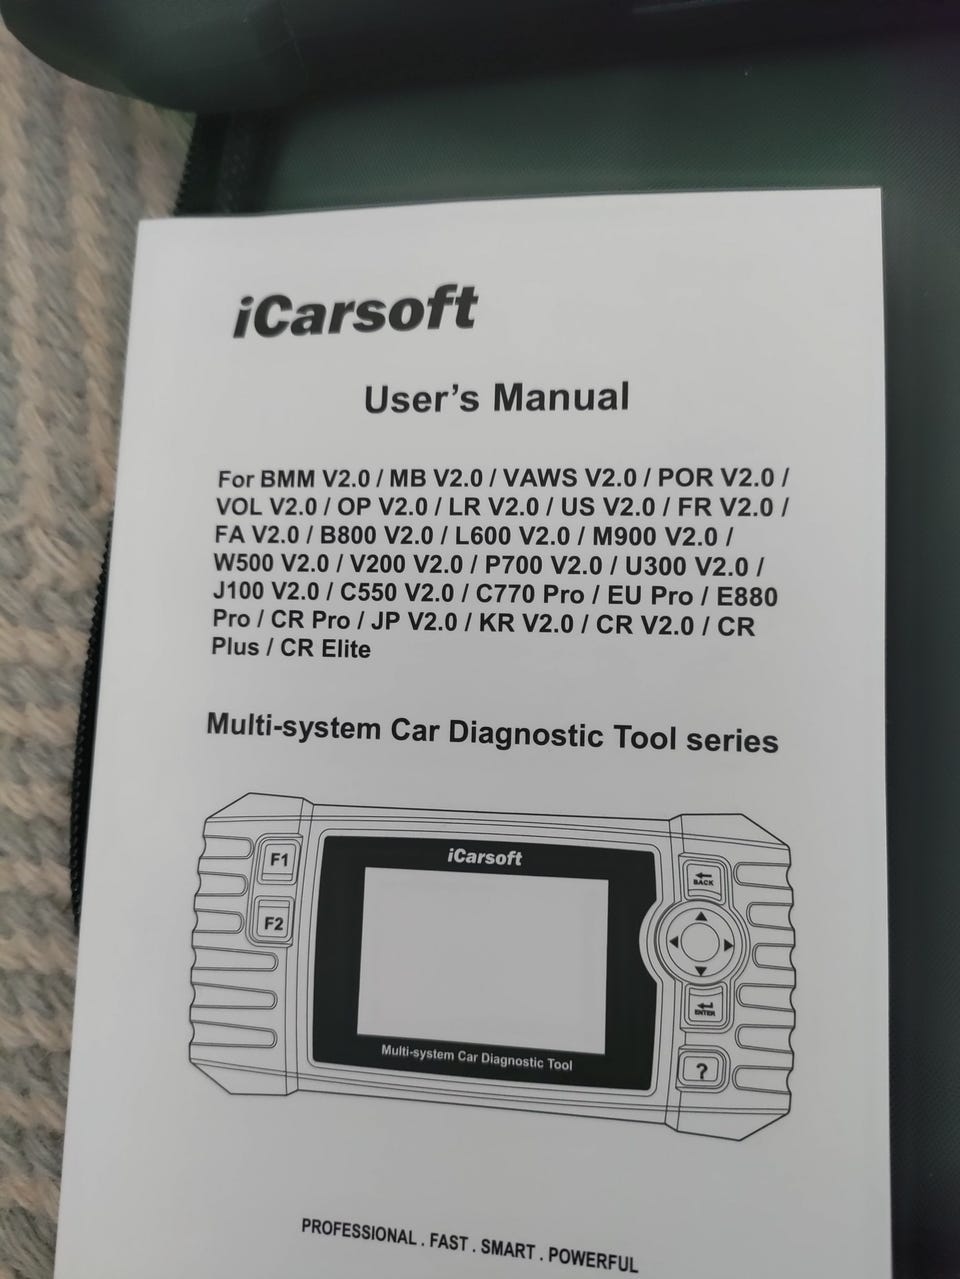 iCarsoft
User's Manual
For BMM V2.0 / MB V2.0 / VAWS V2.0 / POR V2.0 /
VOL V2.0 / OP V2.0 / LR V2.0 / US V2.0 / FR V2.0 /
FA V2.0 / B800 V2.0 / L600 V2.0 / M900 V2.0 /
W500 V2.0 / V200 V2.0 / P700 V2.0 / U300 V2.0 /
J100 V2.0 / C550 V2.0 / C770 Pro / EU Pro / E880
Pro / CR Pro / JP V2.0 / KR V2.0 / CR V2.0 / CR
Plus / CR Elite
Multi-system Car Diagnostic Tool series
iCarsoft
F1
BACK
F2
ENTER
Multi-system Car Diagnostic Tool
?
PROFESSIONAL . FAST . SMART . POWERFUL